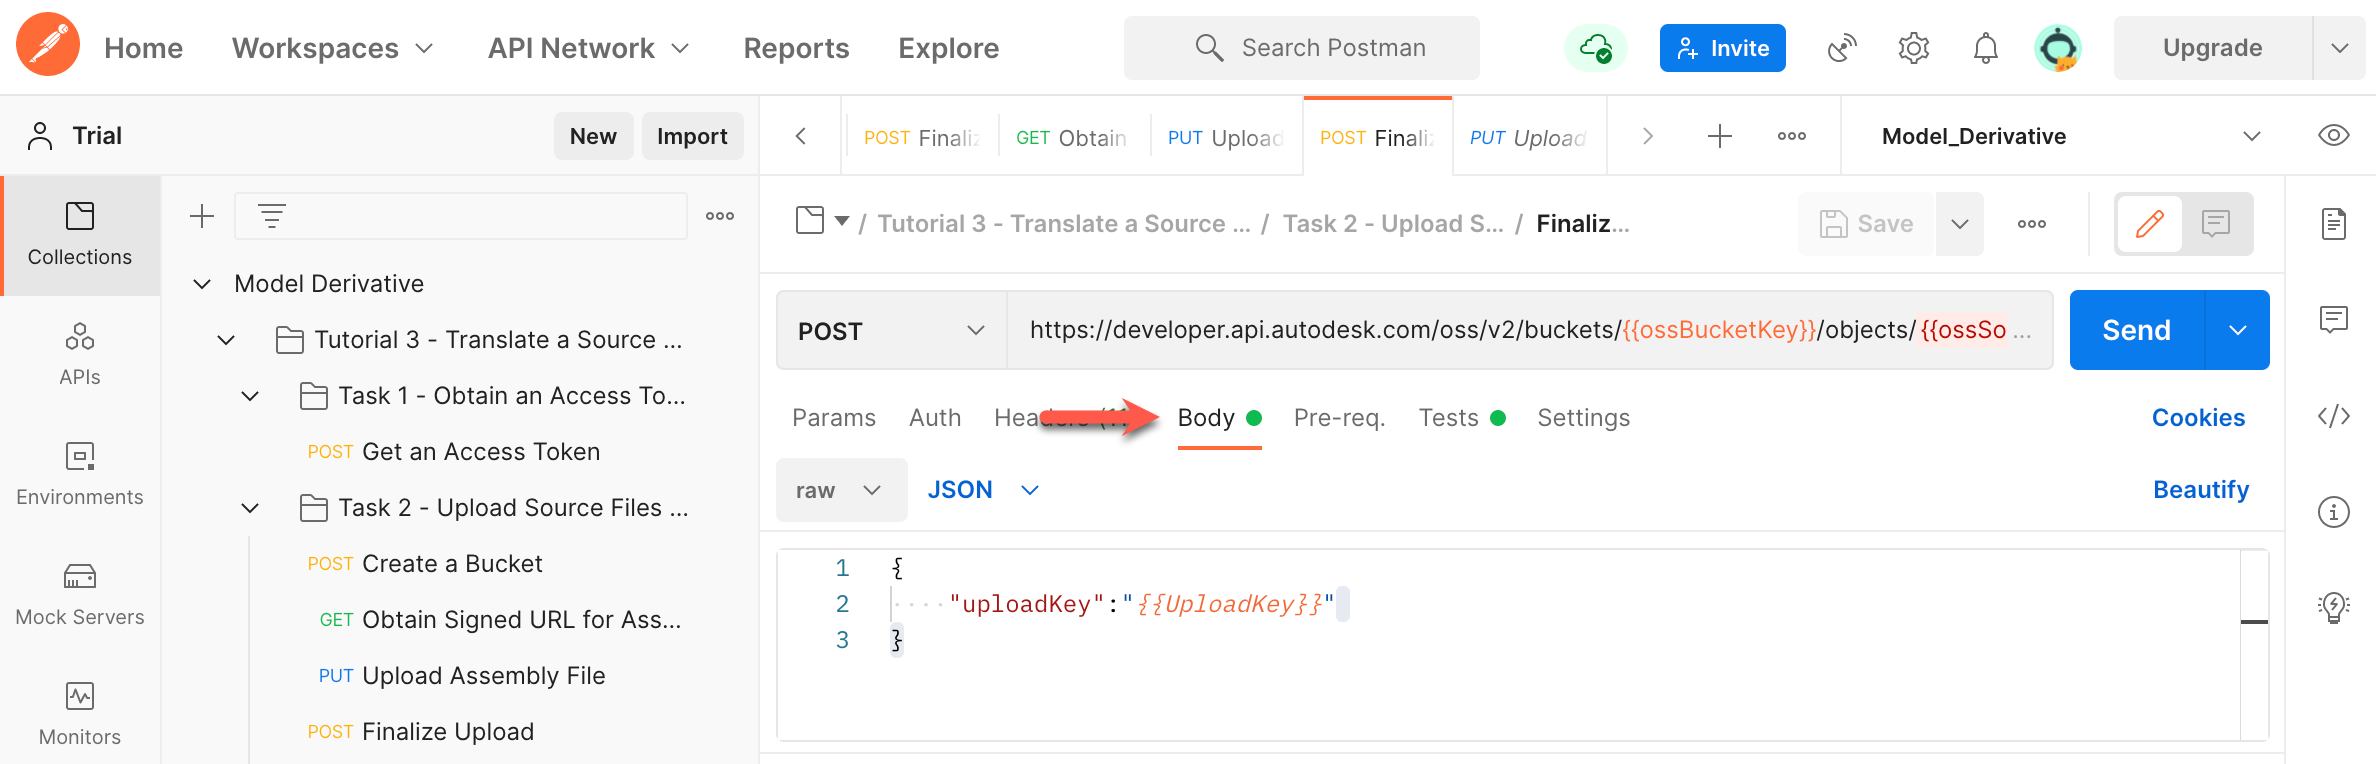 Home Workspaces API Network Reports Explore Search Postman Invite Upgrade
Trial New Import
POST Finaliz GET Obtain PUT Upload POST Finaliz PUT Upload Model_Derivative
/ Tutorial 3 - Translate a Source ... / Task 2 - Upload S... / Finaliz... Save
Collections
APIs
Environments
Mock Servers
Monitors
Model Derivative
Tutorial 3 - Translate a Source ...
Task 1 - Obtain an Access To...
POST Get an Access Token
Task 2 - Upload Source Files ...
POST Create a Bucket
GET Obtain Signed URL for Ass...
PUT Upload Assembly File
POST Finalize Upload
POST https://developer.api.autodesk.com/oss/v2/buckets/{{ossBucketKey}}/objects/{{ossSo ... Send
Params Auth Headers (11 Body Pre-req. Tests Settings Cookies
raw JSON Beautify
1 {
2 "uploadKey":"{{UploadKey}}"
3 }